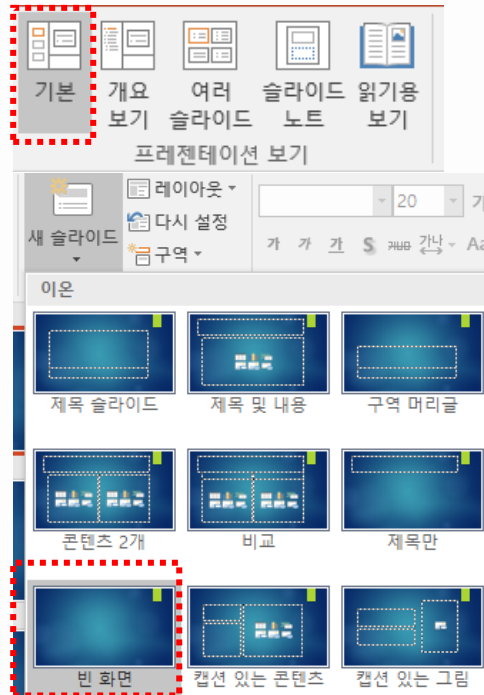 기본 개요 여러 슬라이드 읽기용
보기 슬라이드 노트 보기
프레젠테이션 보기
레이아웃
새 슬라이드 다시 설정 20 가
구역 가 가 가 S 가나 Aa
이온
제목 슬라이드 제목 및 내용 구역 머리글
콘텐츠 2개 비교 제목만
빈 화면 캡션 있는 콘텐츠 캡션 있는 그림